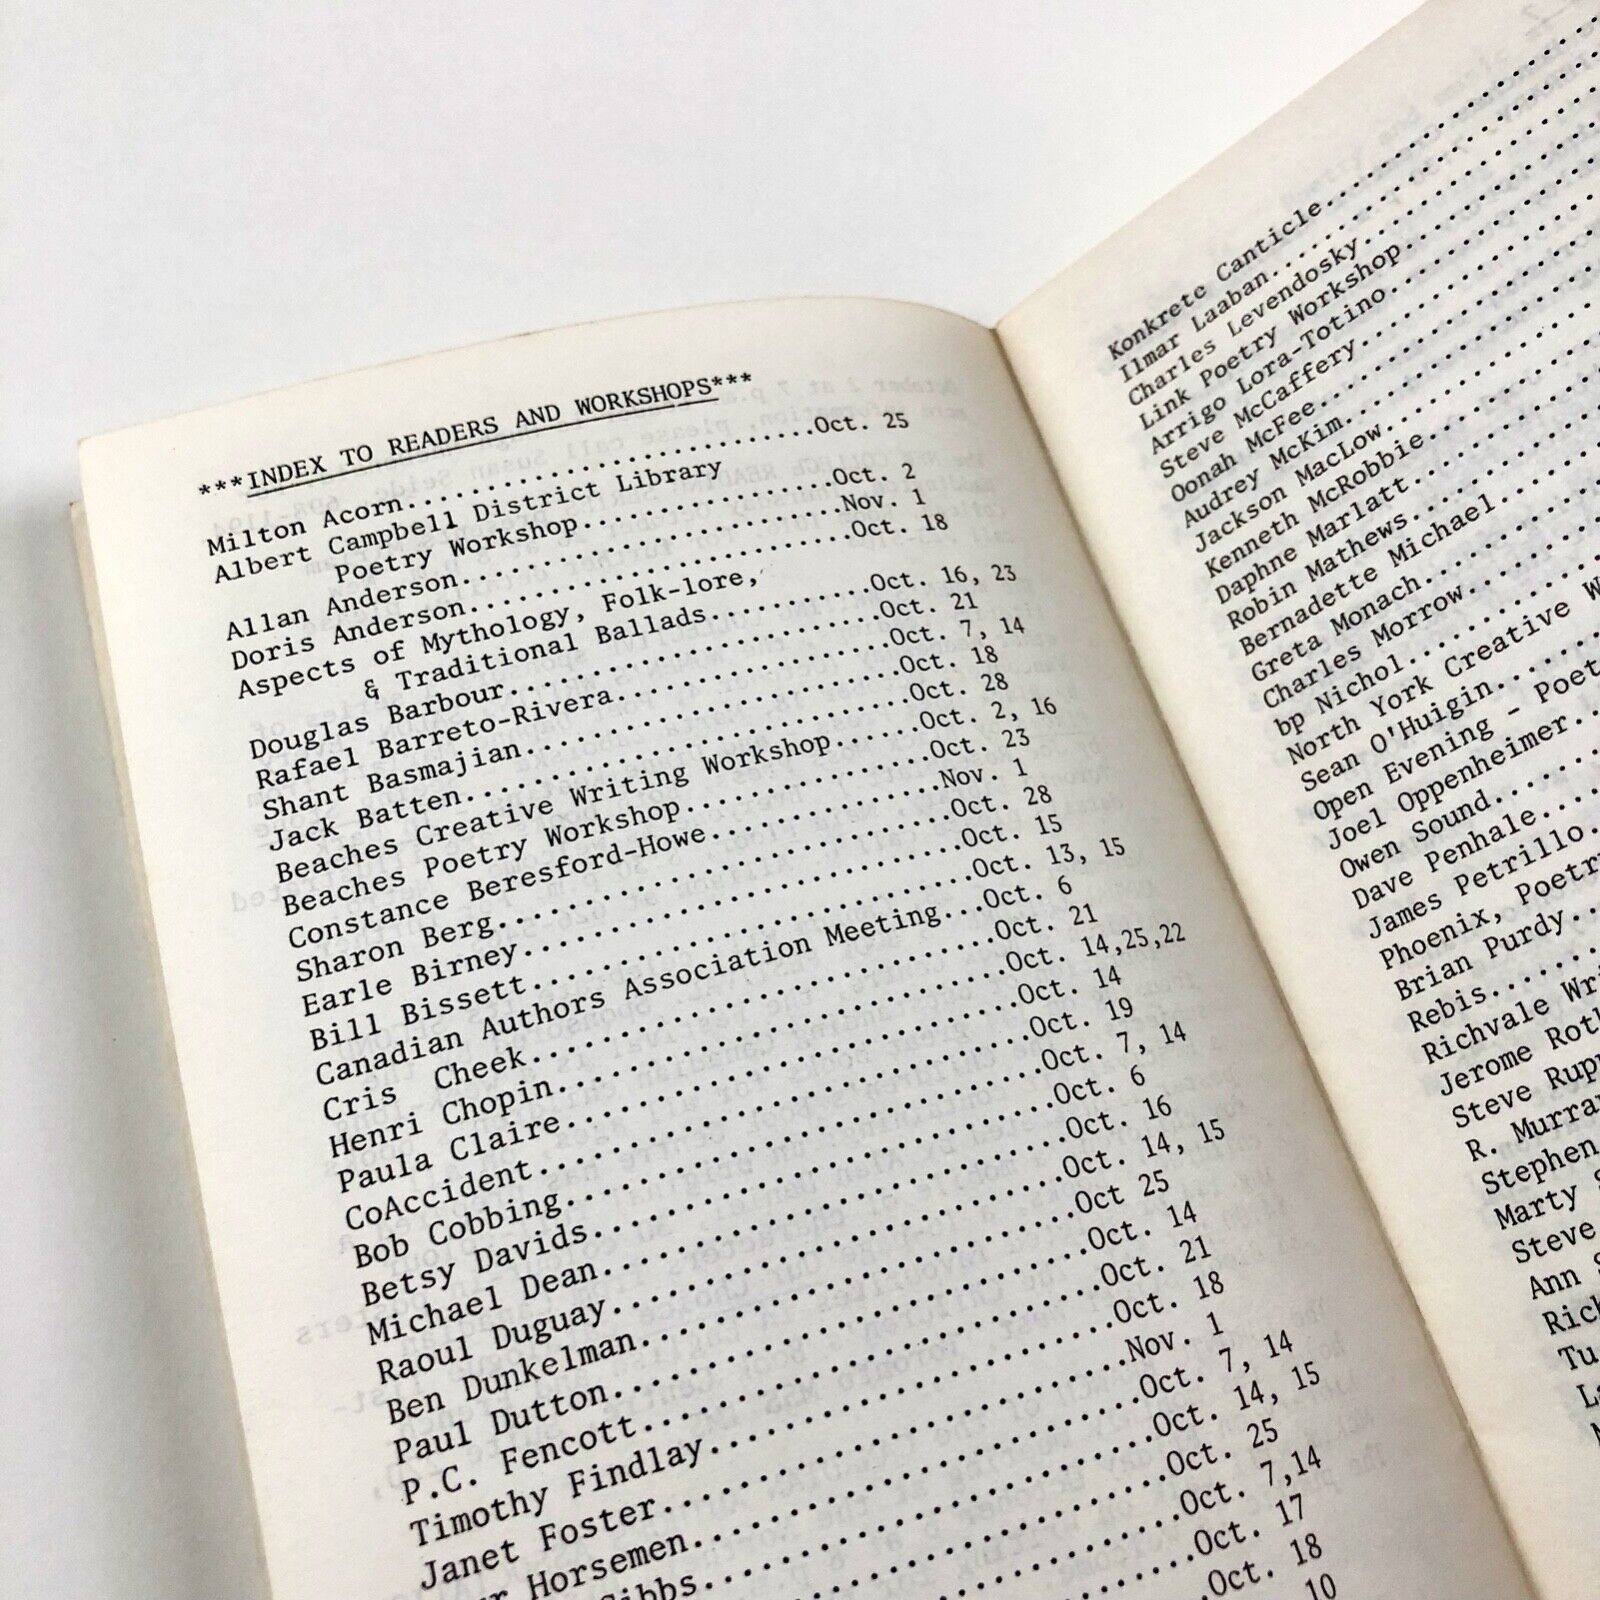 ***INDEX TO READERS AND WORKSHOPS***
Milton Acorn..............................Oct. 25
Albert Campbell District Library
Poetry Workshop.................Oct. 2
Allan Anderson.........................Nov. 1
Doris Anderson.........................Oct. 18
Aspects of Mythology, Folk-lore,
& Traditional Ballads...........Oct. 16, 23
Douglas Barbour........................Oct. 21
Rafael Barreto-Rivera..................Oct. 7, 14
Shant Basmajian........................Oct. 18
Jack Batten............................Oct. 28
Beaches Creative Writing Workshop......Oct. 2, 16
Beaches Poetry Workshop................Oct. 23
Constance Beresford-Howe...............Nov. 1
Sharon Berg............................Oct. 28
Earle Birney...........................Oct. 15
Bill Bissett...........................Oct. 13, 15
Canadian Authors Association Meeting...Oct. 6
Cris Cheek............................Oct. 21
Henri Chopin...........................Oct. 14,25,22
Paula Claire...........................Oct. 14
CoAccident.............................Oct. 19
Bob Cobbing............................Oct. 7, 14
Betsy Davids...........................Oct. 6
Michael Dean...........................Oct. 16
Raoul Duguay...........................Oct. 14, 15
Ben Dunkelman..........................Oct 25
Paul Dutton............................Oct. 14
P.C. Fencott...........................Oct. 21
Timothy Findlay........................Oct. 18
Janet Foster...........................Nov. 1
Horsemen..........................Oct. 7, 14
Gibbs.............................Oct. 14, 15
Oct. 25
Oct. 7,14
Oct. 17
Oct. 18
10
Konkrete Canticle..................
Ilmar Laaban.......................
Charles Levendosky.................
Link Poetry Workshop...............
Arrigo Lora-Totino.................
Steve McCaffery....................
Oonah McFee........................
Audrey McKim.......................
Jackson MacLow.....................
Kenneth McRobbie...................
Daphne Marlatt.....................
Robin Mathews......................
Bernadette Michael.................
Greta Monach.......................
Charles Morrow.....................
bp Nichol..........................
North York Creative W
Sean O'Huigin..........
Open Evening - Poet
Joel Oppenheimer...
Owen Sound.........
Dave Penhale.....
James Petrillo.
Phoenix, Poetry
Brian Purdy..
Rebis........
Richvale Wri
Jerome Roth
Steve Rupp
R. Murra
Stephen
Marty S
Steve
Ann S
Rich
Tu